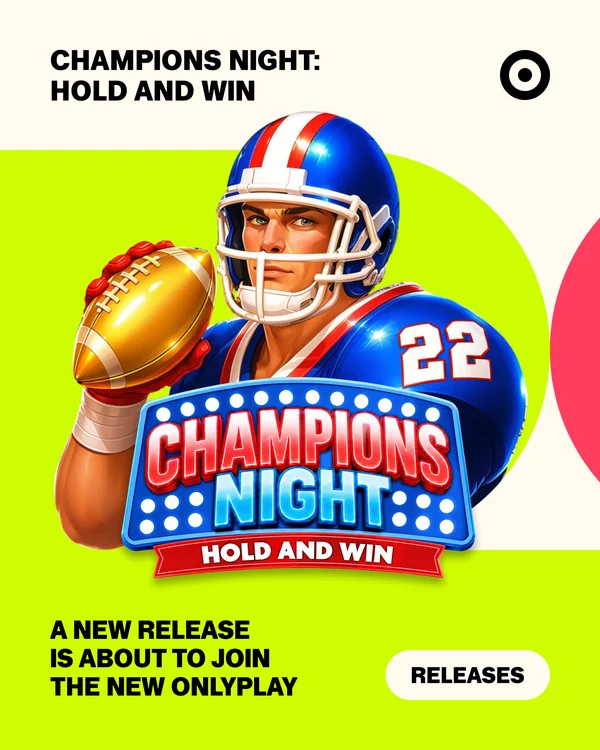 CHAMPIONS NIGHT:
HOLD AND WIN
22
CHAMPIONS
NIGHT
HOLD AND WIN
A NEW RELEASE
IS ABOUT TO JOIN
THE NEW ONLYPLAY
RELEASES